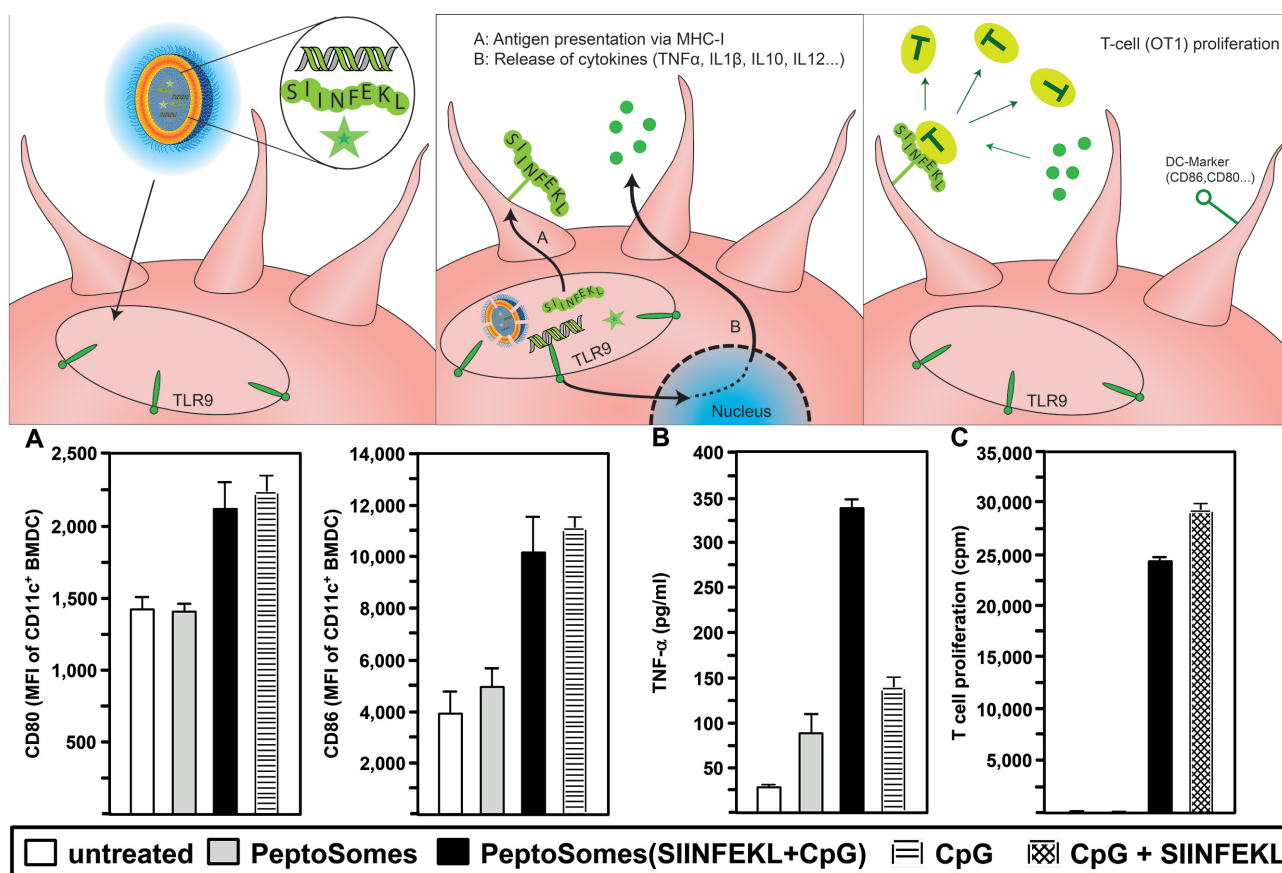 SIINFEKL
TLR9
A: Antigen presentation via MHC-I
B: Release of cytokines (TNFα, IL1β, IL10, IL12...)
SIINFEKL
A
SIINFEKL
B
TLR9
Nucleus
T-cell (OT1) proliferation
T
T
T
T
SIINFEKL
DC-Marker
(CD86,CD80...)
TLR9
A
CD80 (MFI of CD11c⁺ BMDC)
2,500
2,000
1,500
1,000
500
CD86 (MFI of CD11c⁺ BMDC)
14,000
12,000
10,000
8,000
6,000
4,000
2,000
B
TNF-α (pg/ml)
400
350
300
250
200
150
100
50
C
T cell proliferation (cpm)
35,000
30,000
25,000
20,000
15,000
10,000
5,000
untreated PeptoSomes PeptoSomes(SIINFEKL+CpG) CpG CpG + SIINFEKL